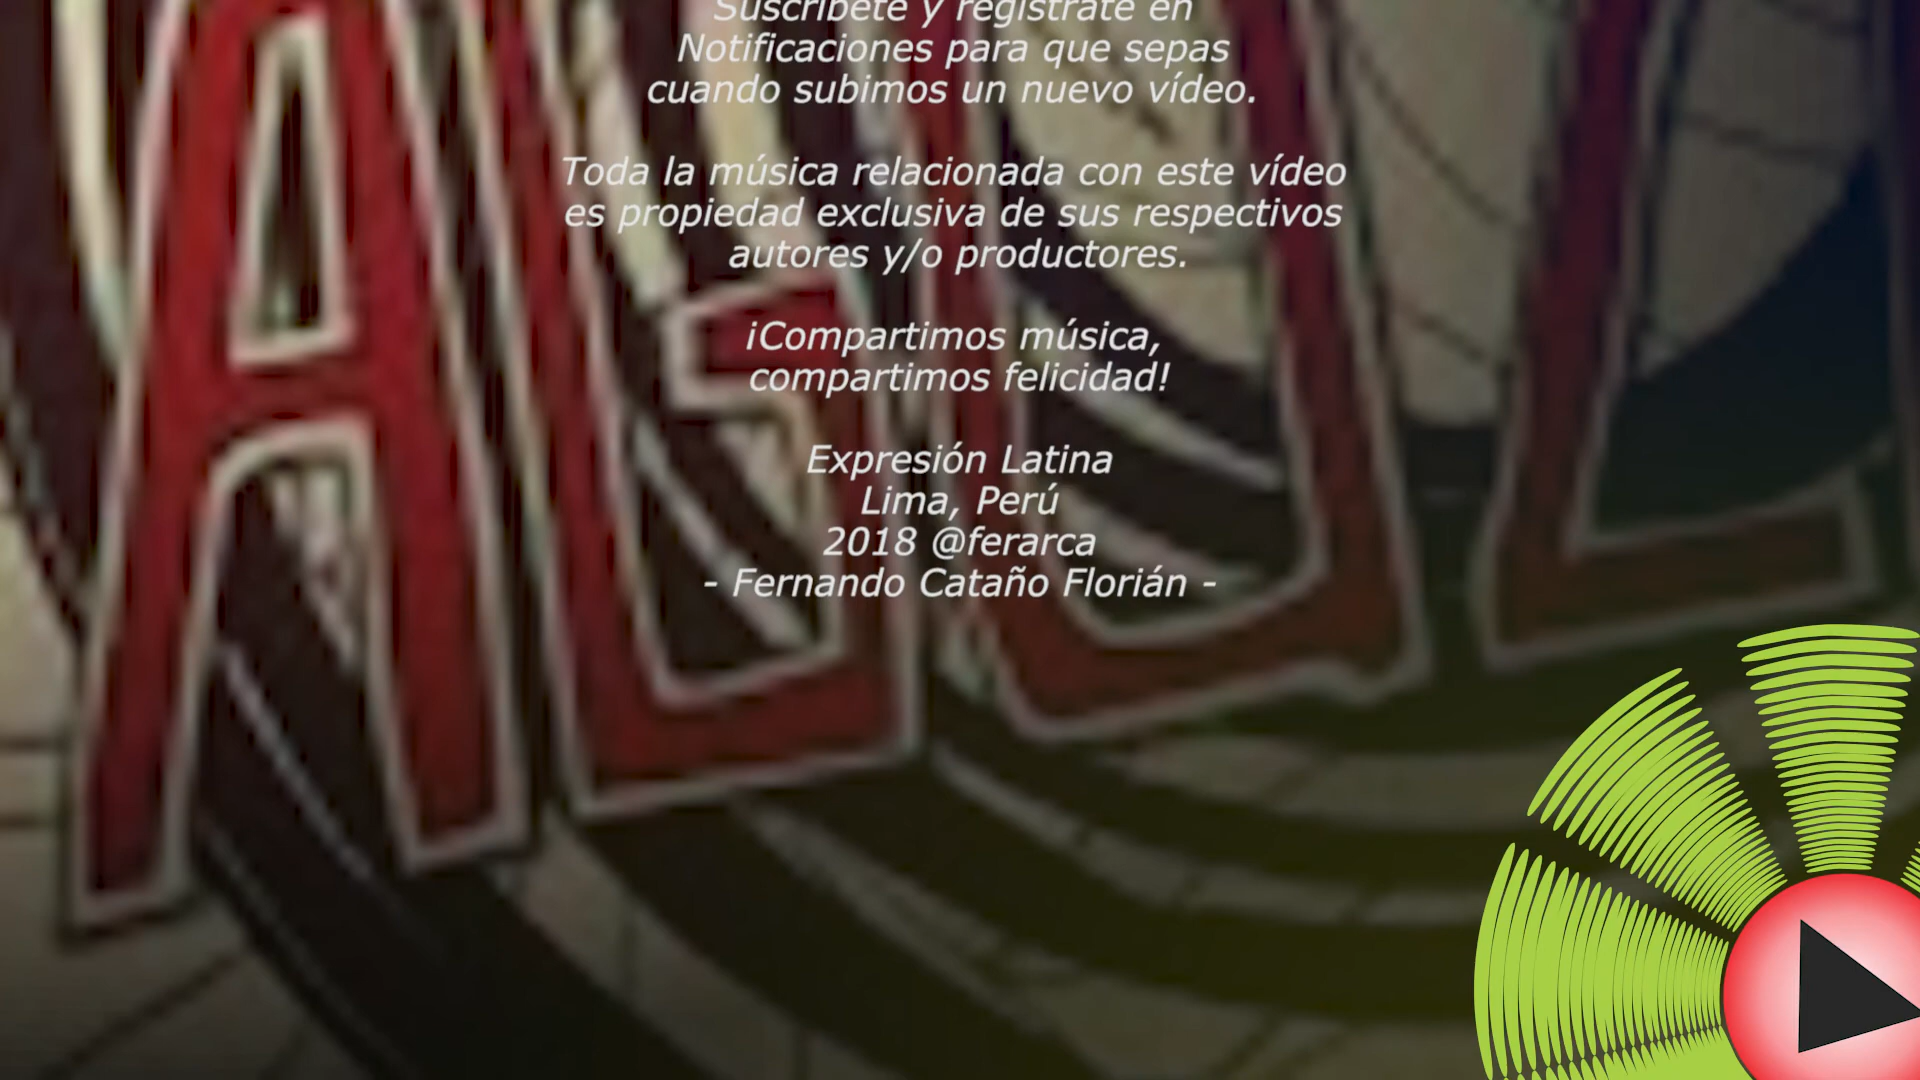 Suscríbete y regístrate en
Notificaciones para que sepas
cuando subimos un nuevo vídeo.
Toda la música relacionada con este vídeo
es propiedad exclusiva de sus respectivos
autores y/o productores.
¡Compartimos música,
compartimos felicidad!
Expresión Latina
Lima, Perú
2018 @ferarca
- Fernando Cataño Florián -